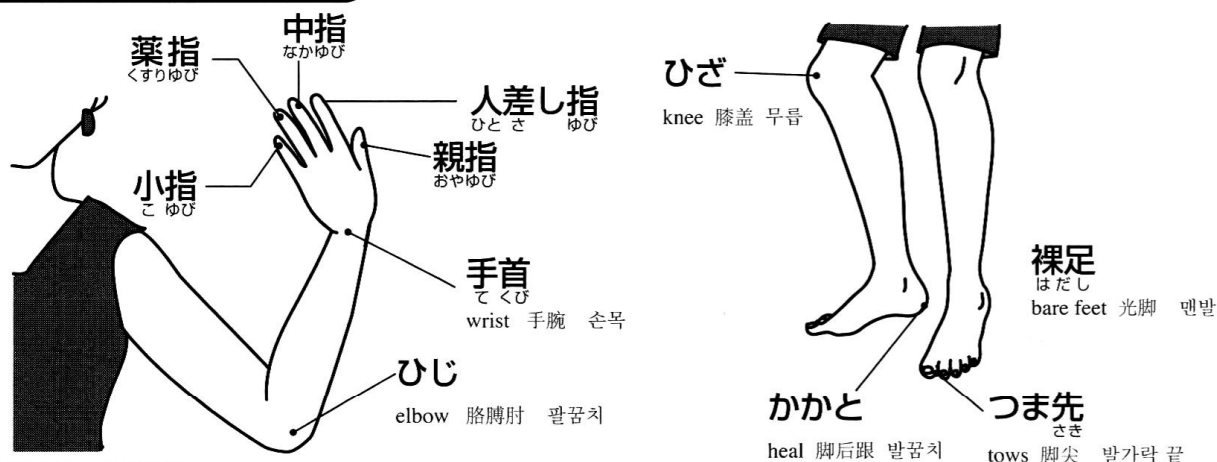 中指
なかゆび
薬指
くすりゆび
人差し指
ひと さ ゆび
親指
おやゆび
小指
こ ゆび
手首
て くび
wrist 手腕 손목
ひじ
elbow 胳膊肘 팔꿈치
ひざ
knee 膝盖 무릎
裸足
はだし
bare feet 光脚 맨발
かかと
heal 脚后跟 발꿈치
つま先
さき
tows 脚尖 발가락 끝